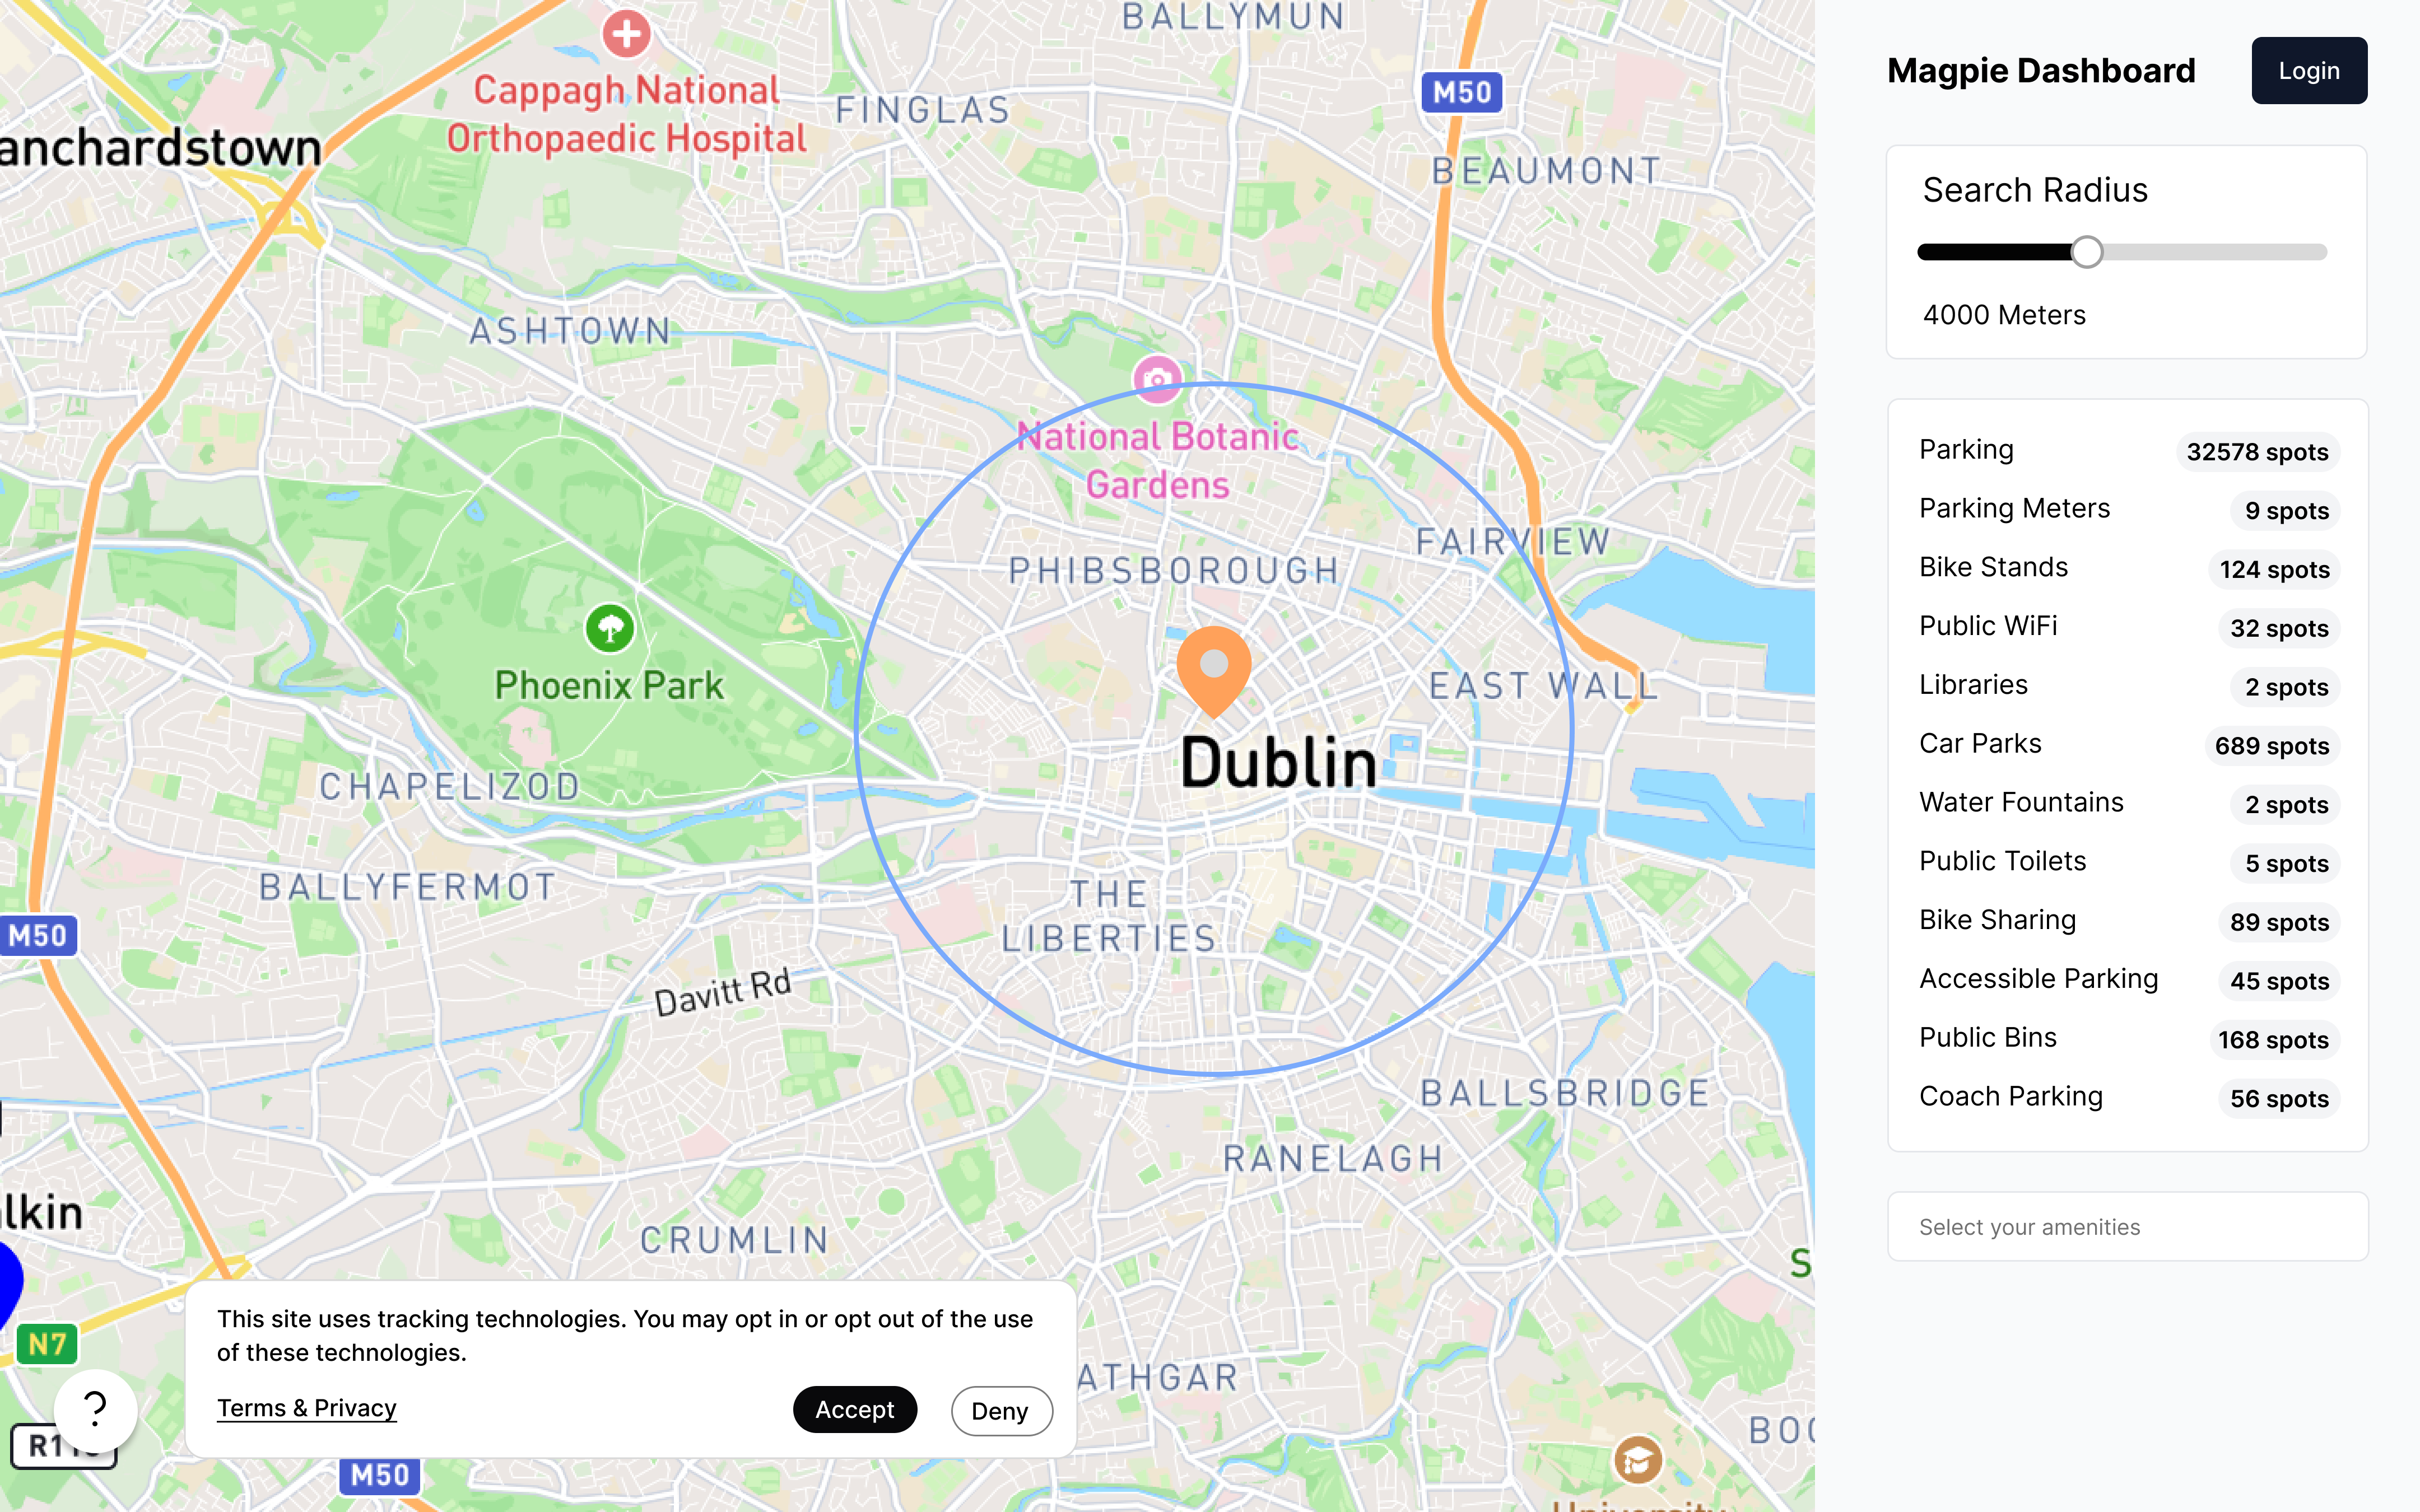 BALLYMUN
Cappagh National
Orthopaedic Hospital
FINGLAS
M50
BEAUMONT
anchardstown
ASHTOWN
National Botanic
Gardens
FAIRVIEW
PHIBSBOROUGH
Phoenix Park
EAST WALL
Dublin
CHAPELIZOD
BALLYFERMOT
THE
LIBERTIES
M50
Davitt Rd
BALLSBRIDGE
RANELAGH
lkin
CRUMLIN
S
N7
ATHGAR
BOO
M50
University
This site uses tracking technologies. You may opt in or opt out of the use
of these technologies.
Terms & Privacy
Accept
Deny
?
Magpie Dashboard
Login
Search Radius
4000 Meters
Parking 32578 spots
Parking Meters 9 spots
Bike Stands 124 spots
Public WiFi 32 spots
Libraries 2 spots
Car Parks 689 spots
Water Fountains 2 spots
Public Toilets 5 spots
Bike Sharing 89 spots
Accessible Parking 45 spots
Public Bins 168 spots
Coach Parking 56 spots
Select your amenities